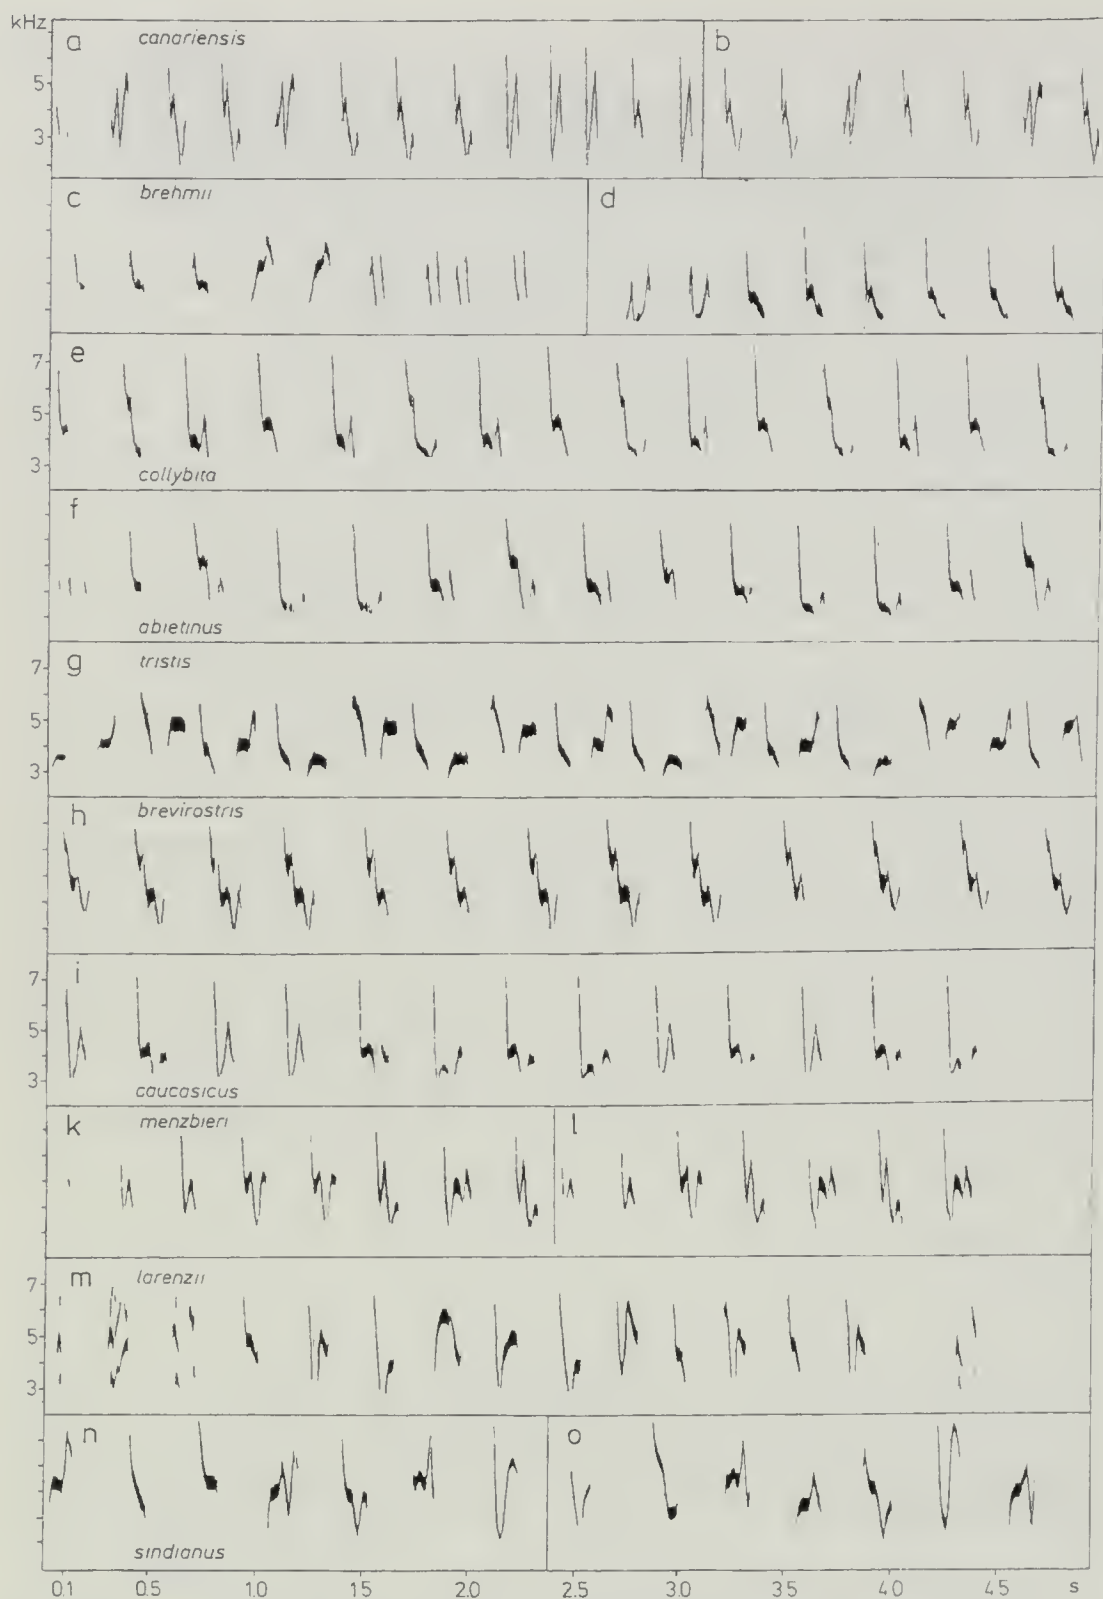 kHz
a canariensis b
5
3
c brehmii d
e
7
5
3
collybita
f
abietinus
g tristis
7
5
3
h brevirostris
i
7
5
3
caucasicus
k menzbieri l
m lorenzii
7
5
3
n o
sindianus
0.1 0.5 1.0 1.5 2.0 2.5 3.0 3.5 4.0 4.5 s